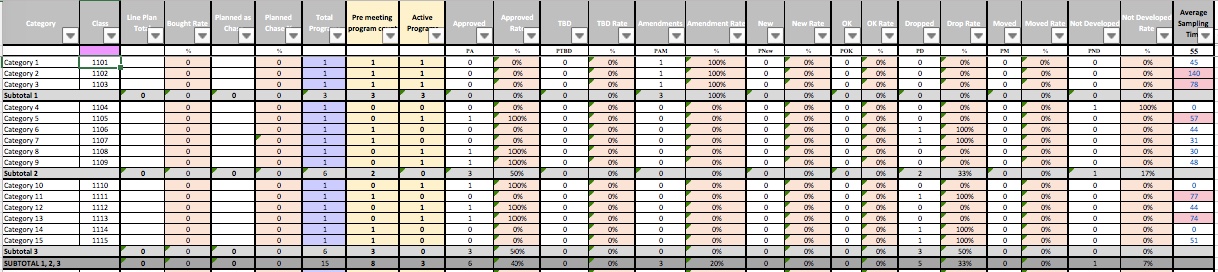 Category Class Line Plan Bought Rate Planned as Planned Total Pre meeting program Active Approved Approved TBD TBD Rate Amendments Amendment Rate New New Rate OK OK Rate Dropped Drop Rate Moved Moved Rate Not Developed Not Developed Rate Average Sampling
% % PA % PTBD % PAM % PNew % POK % PD % PM % PND % 55
Category 1 1101 0 0 1 1 1 0 0% 0 0% 1 100% 0 0% 0 0% 0 0% 0 0% 0 0% 45
Category 2 1102 0 0 1 1 1 0 0% 0 0% 1 100% 0 0% 0 0% 0 0% 0 0% 0 0% 140
Category 3 1103 0 0 1 1 1 0 0% 0 0% 1 100% 0 0% 0 0% 0 0% 0 0% 0 0% 78
Subtotal 1 0 0 0 0 3 3 3 0 0% 0 0% 3 100% 0 0% 0 0% 0 0% 0 0% 0 0%
Category 4 1104 0 0 1 0 0 0 0% 0 0% 0 0% 0 0% 0 0% 0 0% 0 0% 1 100% 0
Category 5 1105 0 0 1 0 0 1 100% 0 0% 0 0% 0 0% 0 0% 0 0% 0 0% 0 0% 57
Category 6 1106 0 0 1 1 0 0 0% 0 0% 0 0% 0 0% 0 0% 1 100% 0 0% 0 0% 44
Category 7 1107 0 0 1 1 0 0 0% 0 0% 0 0% 0 0% 0 0% 1 100% 0 0% 0 0% 31
Category 8 1108 0 0 1 0 0 1 100% 0 0% 0 0% 0 0% 0 0% 0 0% 0 0% 0 0% 30
Category 9 1109 0 0 1 0 0 1 100% 0 0% 0 0% 0 0% 0 0% 0 0% 0 0% 0 0% 48
Subtotal 2 0 0 0 0 6 2 0 3 50% 0 0% 0 0% 0 0% 0 0% 2 33% 0 0% 1 17%
Category 10 1110 0 0 1 0 1 1 100% 0 0% 0 0% 0 0% 0 0% 0 0% 0 0% 0 0% 0
Category 11 1111 0 0 1 1 0 0% 0 0% 0 0% 0 0% 0 0% 1 100% 0 0% 0 0% 77
Category 12 1112 0 0 1 0 1 1 100% 0 0% 0 0% 0 0% 0 0% 0 0% 0 0% 0 0% 44
Category 13 1113 0 0 1 0 1 1 100% 0 0% 0 0% 0 0% 0 0% 0 0% 0 0% 0 0% 74
Category 14 1114 0 0 1 1 0 0 0% 0 0% 0 0% 0 0% 0 0% 1 100% 0 0% 0 0% 0
Category 15 1115 0 0 1 1 0 0 0% 0 0% 0 0% 0 0% 0 0% 1 100% 0 0% 0 0% 51
Subtotal 3 0 0 0 0 6 3 0 3 50% 0 0% 0 0% 0 0% 0 0% 3 50% 0 0% 0 0%
SUBTOTAL 1, 2, 3 0 0 0 0 15 8 3 6 40% 0 0% 3 20% 0 0% 0 0% 5 33% 0 0% 1 7% 1